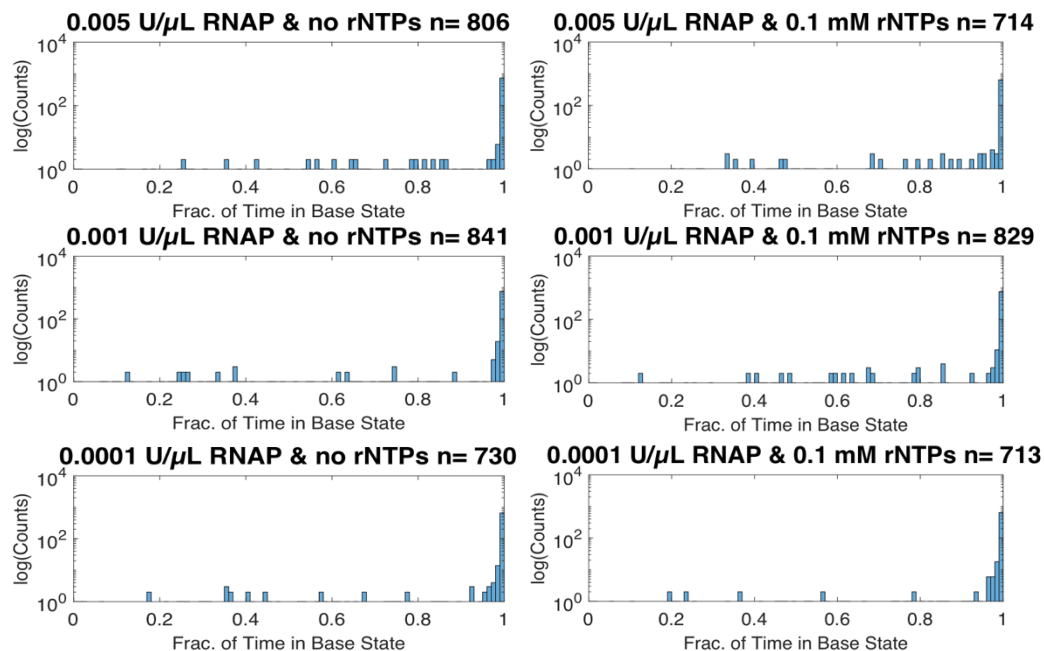 0.005 U/µL RNAP & no rNTPs n= 806
10^4
10^2
10^0
log(Counts)
0 0.2 0.4 0.6 0.8 1
Frac. of Time in Base State
0.005 U/µL RNAP & 0.1 mM rNTPs n= 714
10^4
10^2
10^0
log(Counts)
0 0.2 0.4 0.6 0.8 1
Frac. of Time in Base State
0.001 U/µL RNAP & no rNTPs n= 841
10^4
10^2
10^0
log(Counts)
0 0.2 0.4 0.6 0.8 1
Frac. of Time in Base State
0.001 U/µL RNAP & 0.1 mM rNTPs n= 829
10^4
10^2
10^0
log(Counts)
0 0.2 0.4 0.6 0.8 1
Frac. of Time in Base State
0.0001 U/µL RNAP & no rNTPs n= 730
10^4
10^2
10^0
log(Counts)
0 0.2 0.4 0.6 0.8 1
Frac. of Time in Base State
0.0001 U/µL RNAP & 0.1 mM rNTPs n= 713
10^4
10^2
10^0
log(Counts)
0 0.2 0.4 0.6 0.8 1
Frac. of Time in Base State